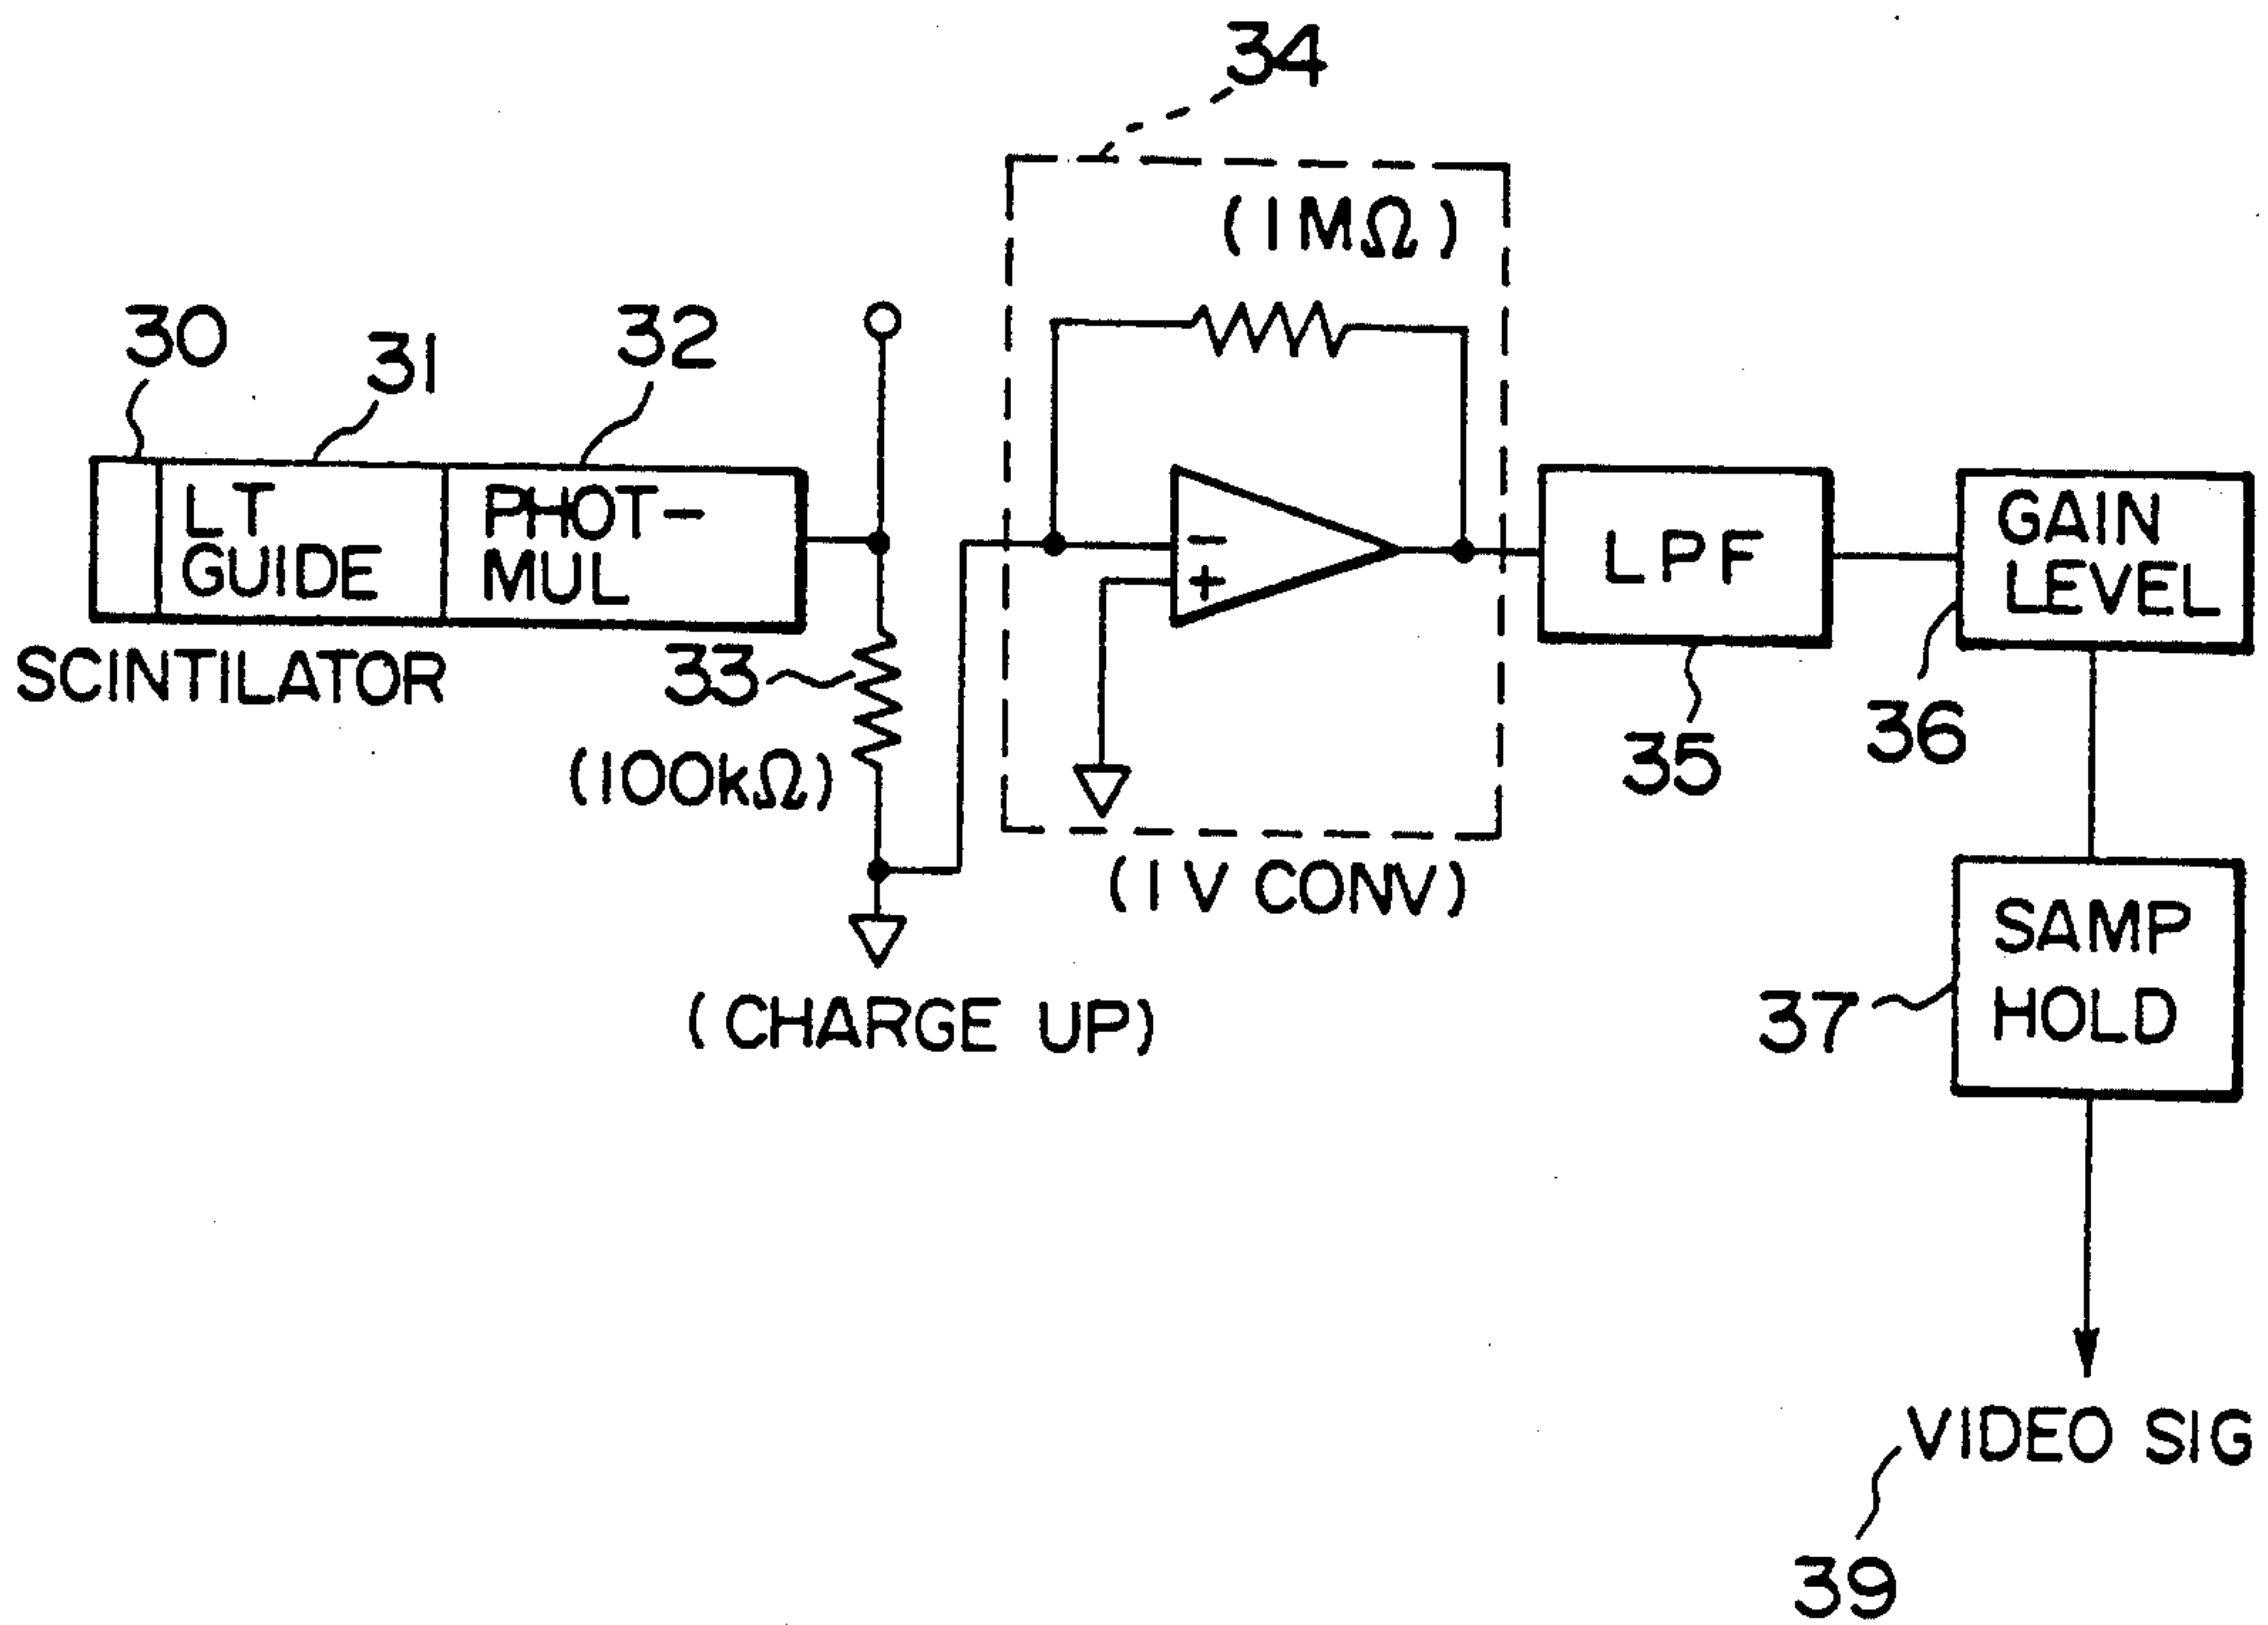 34
(1MΩ)
30
31
32
LT
GUIDE
PHOT-
MUL
LPF
GAIN
LEVEL
SCINTILATOR
33
(100kΩ)
35
36
(1V CONV)
SAMP
HOLD
37
(CHARGE UP)
VIDEO SIG
39
−
+